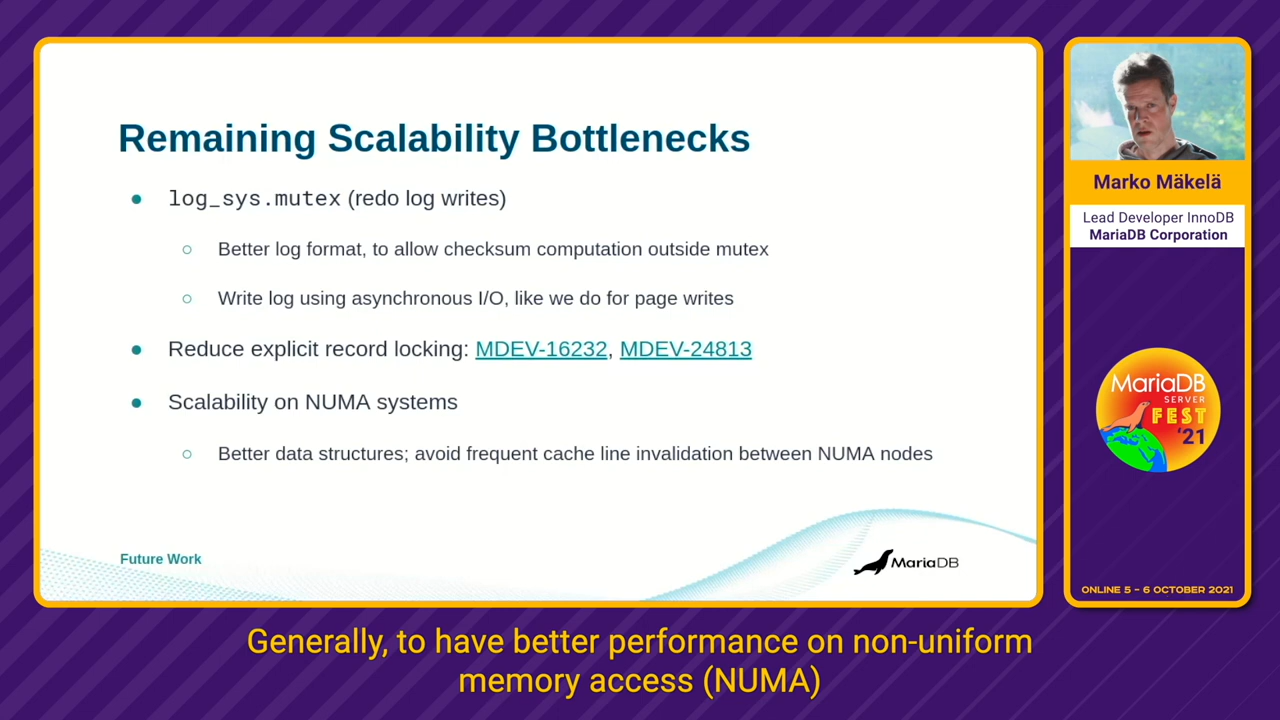 Remaining Scalability Bottlenecks
● log_sys.mutex (redo log writes)
○ Better log format, to allow checksum computation outside mutex
○ Write log using asynchronous I/O, like we do for page writes
● Reduce explicit record locking: MDEV-16232, MDEV-24813
● Scalability on NUMA systems
○ Better data structures; avoid frequent cache line invalidation between NUMA nodes
Future Work
MariaDB
Marko Mäkelä
Lead Developer InnoDB
MariaDB Corporation
MariaDB
SERVER
FEST
'21
ONLINE 5 – 6 OCTOBER 2021
Generally, to have better performance on non-uniform
memory access (NUMA)